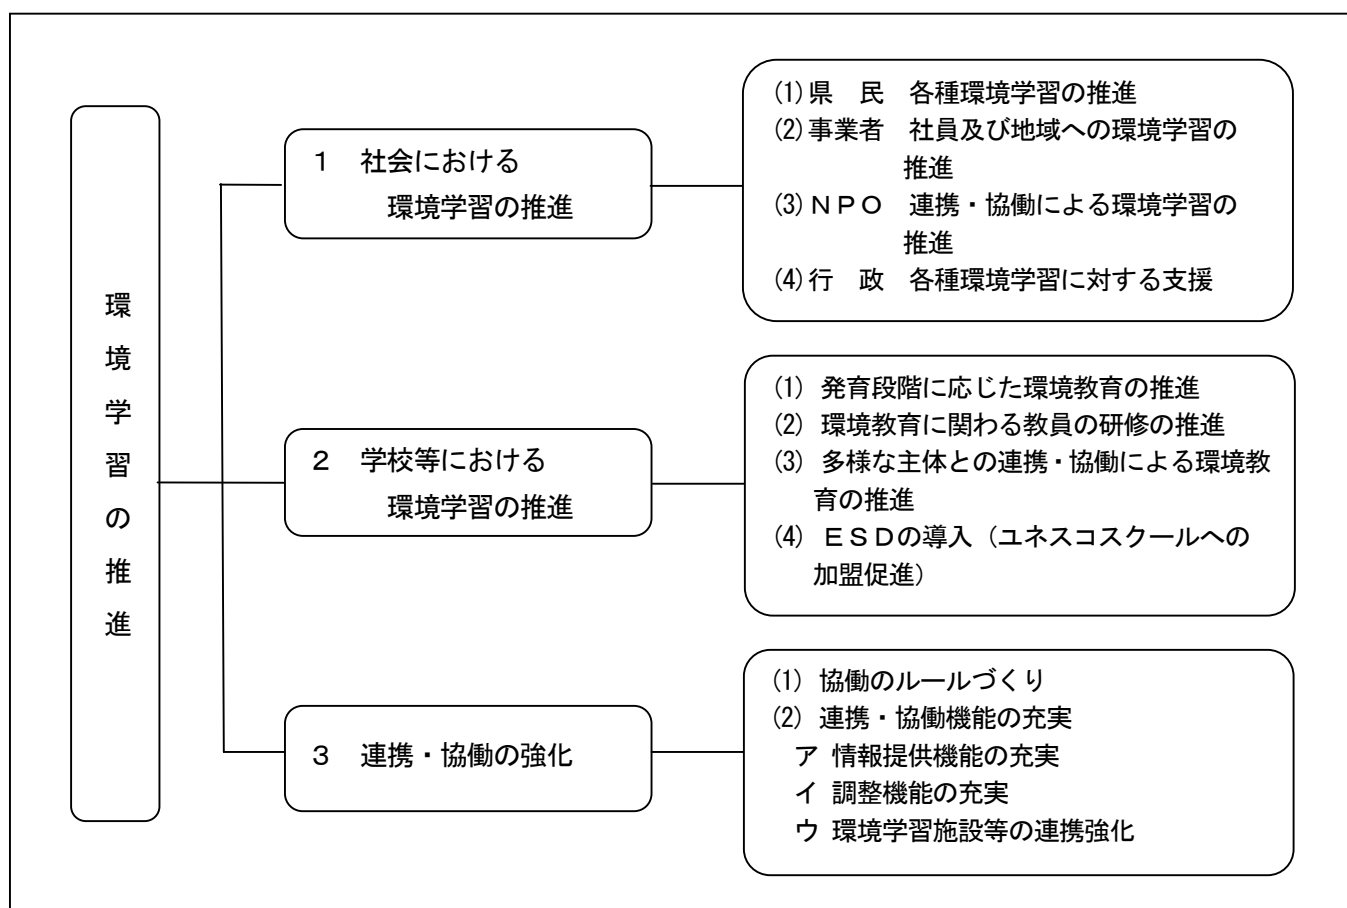 環境学習の推進
1 社会における
環境学習の推進
(1) 県 民 各種環境学習の推進
(2) 事業者 社員及び地域への環境学習の
推進
(3) NPO 連携・協働による環境学習の
推進
(4) 行 政 各種環境学習に対する支援
2 学校等における
環境学習の推進
(1) 発育段階に応じた環境教育の推進
(2) 環境教育に関わる教員の研修の推進
(3) 多様な主体との連携・協働による環境教
育の推進
(4) ESDの導入(ユネスコスクールへの
加盟促進)
3 連携・協働の強化
(1) 協働のルールづくり
(2) 連携・協働機能の充実
ア 情報提供機能の充実
イ 調整機能の充実
ウ 環境学習施設等の連携強化